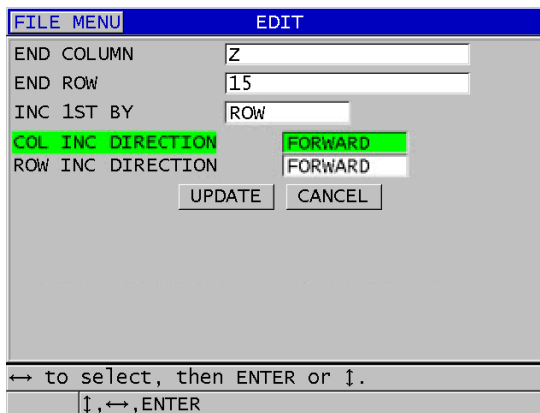 FILE MENU EDIT
END COLUMN Z
END ROW 15
INC 1ST BY ROW
COL INC DIRECTION FORWARD
ROW INC DIRECTION FORWARD
UPDATE CANCEL
↔ to select, then ENTER or ↕.
↕,↔,ENTER